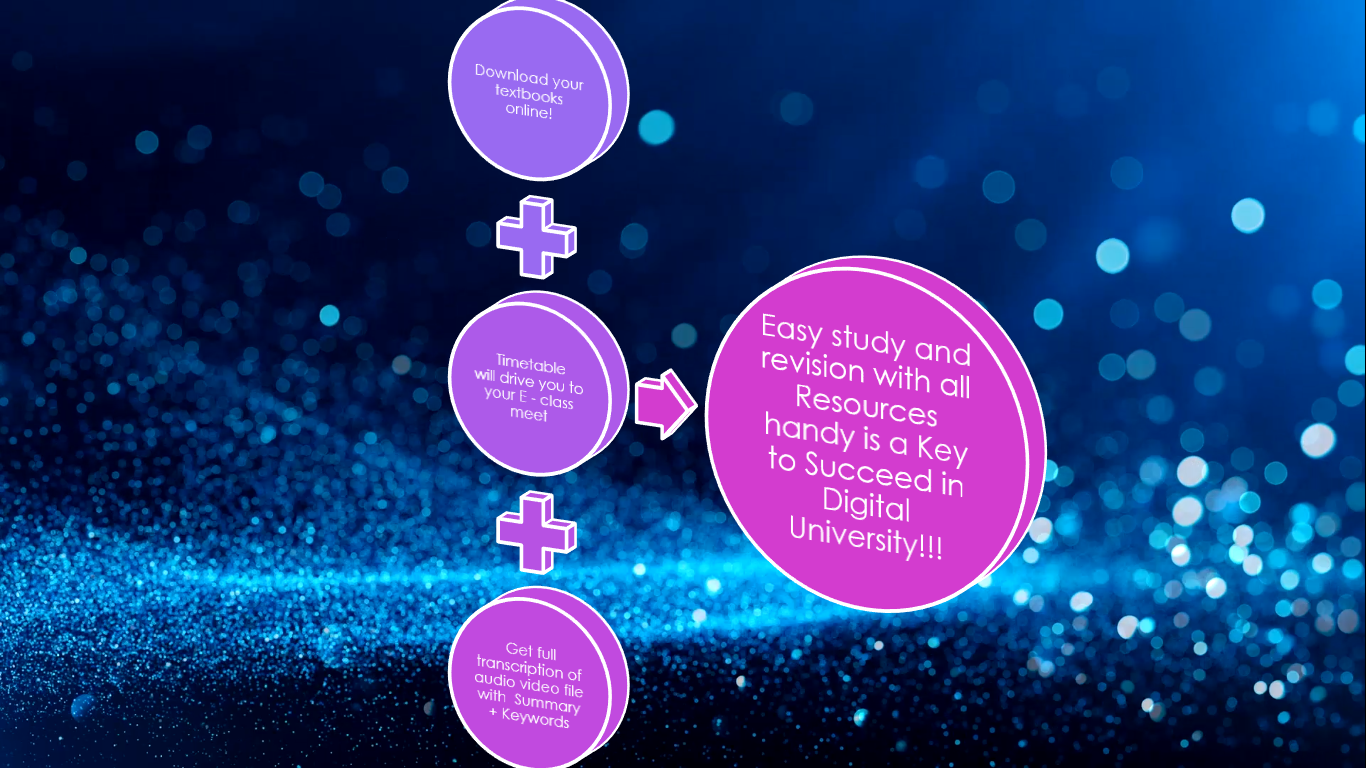 Download your
textbooks
online!
Timetable
will drive you to
your E - class
meet
Get full
transcription of
audio video file
with  Summary
+ Keywords
Easy study and
revision with all
Resources
handy is a Key
to Succeed in
Digital
University!!!